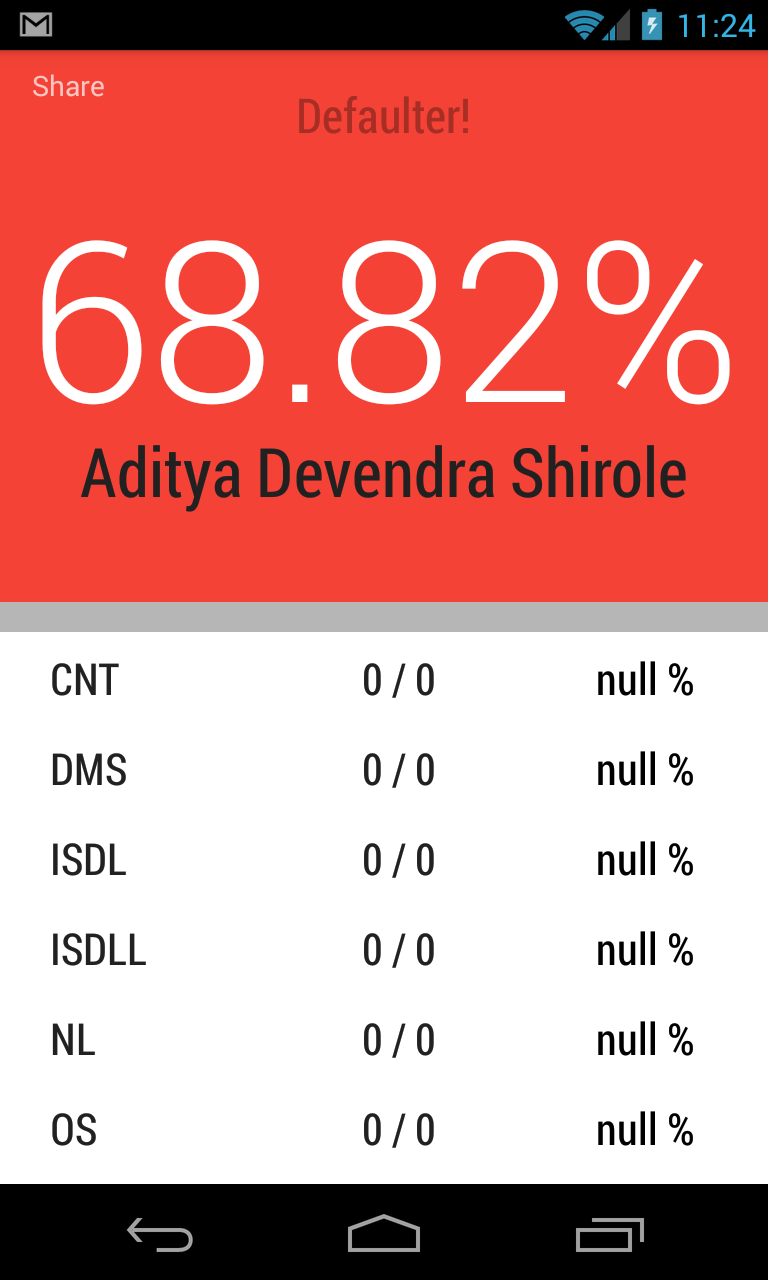 11:24
Share
Defaulter!
68.82%
Aditya Devendra Shirole
CNT 0 / 0 null %
DMS 0 / 0 null %
ISDL 0 / 0 null %
ISDLL 0 / 0 null %
NL 0 / 0 null %
OS 0 / 0 null %